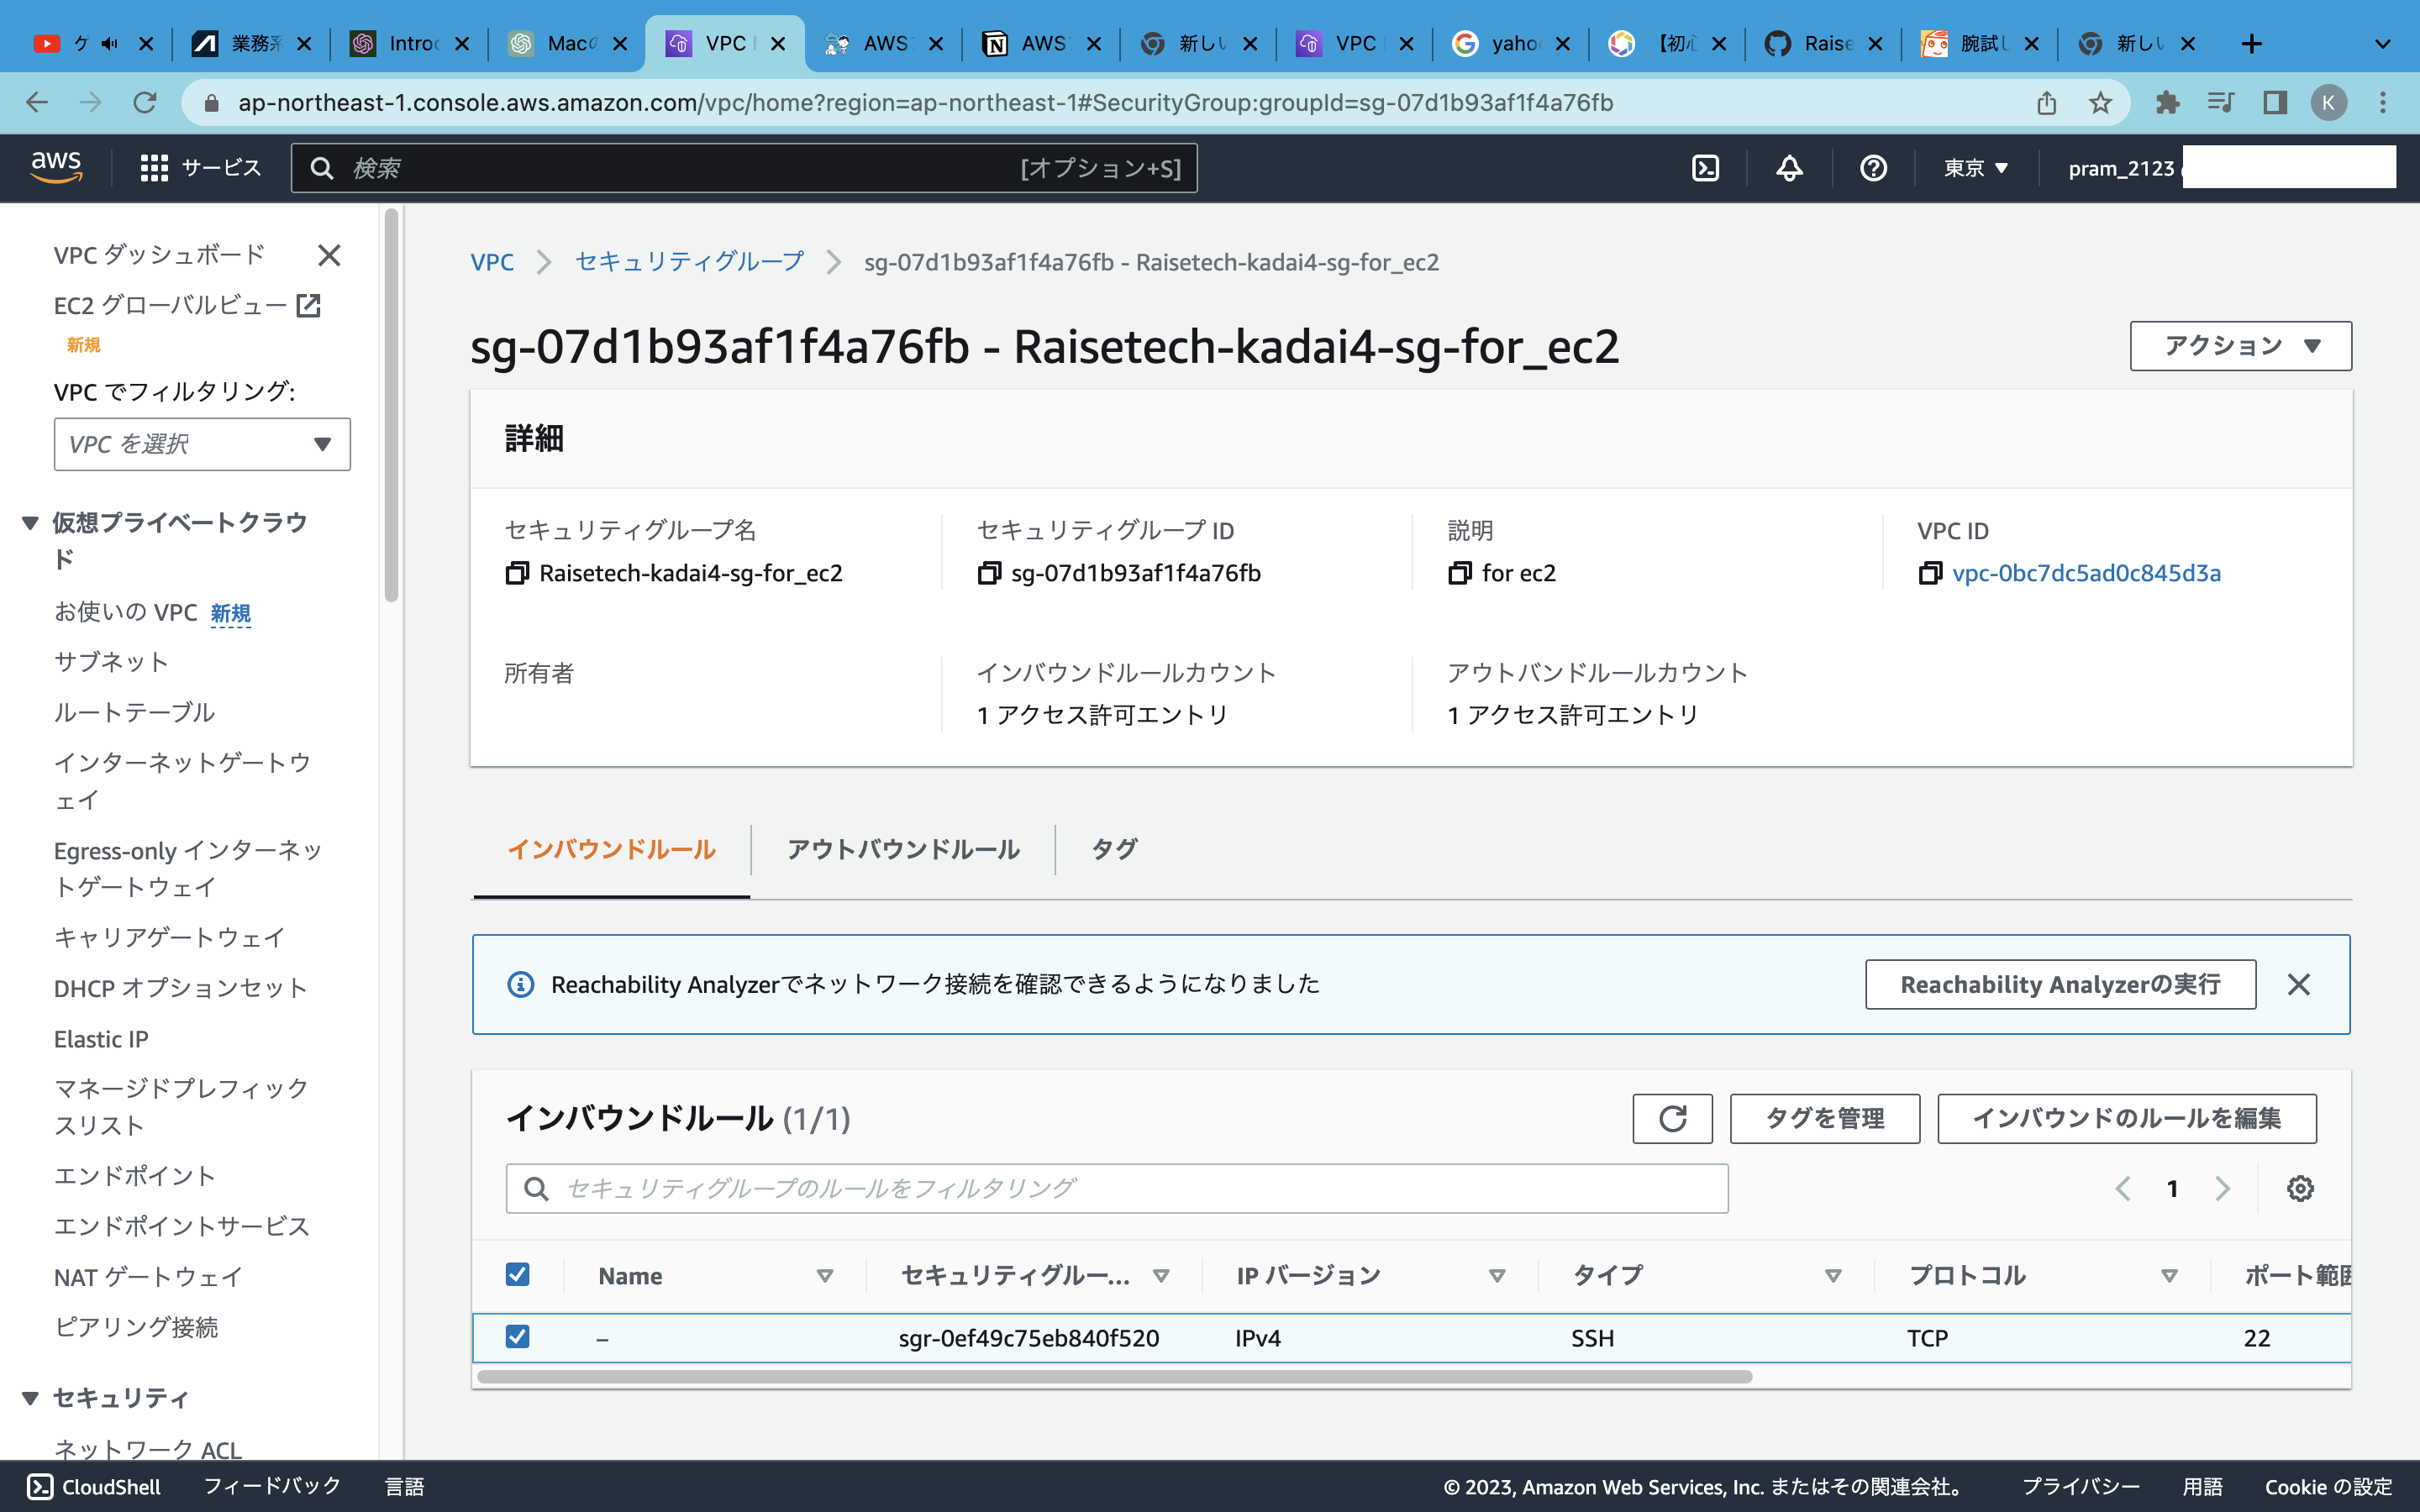 ゲ
業務系
Introd
Macの
VPC
AWS
AWS
新しい
VPC
yahoo
【初心
Raise
腕試し
新しい
ap-northeast-1.console.aws.amazon.com/vpc/home?region=ap-northeast-1#SecurityGroup:groupId=sg-07d1b93af1f4a76fb
K
aws
サービス
検索
[オプション+S]
東京
pram_2123
VPC ダッシュボード
EC2 グローバルビュー
新規
VPC でフィルタリング:
VPC を選択
仮想プライベートクラウ
ド
お使いの VPC 新規
サブネット
ルートテーブル
インターネットゲートウ
ェイ
Egress-only インターネッ
トゲートウェイ
キャリアゲートウェイ
DHCP オプションセット
Elastic IP
マネージドプレフィック
スリスト
エンドポイント
エンドポイントサービス
NAT ゲートウェイ
ピアリング接続
セキュリティ
ネットワーク ACL
VPC
セキュリティグループ
sg-07d1b93af1f4a76fb - Raisetech-kadai4-sg-for_ec2
sg-07d1b93af1f4a76fb - Raisetech-kadai4-sg-for_ec2
アクション
詳細
セキュリティグループ名
Raisetech-kadai4-sg-for_ec2
セキュリティグループ ID
sg-07d1b93af1f4a76fb
説明
for ec2
VPC ID
vpc-0bc7dc5ad0c845d3a
所有者
インバウンドルールカウント
1 アクセス許可エントリ
アウトバンドルールカウント
1 アクセス許可エントリ
インバウンドルール
アウトバウンドルール
タグ
Reachability Analyzerでネットワーク接続を確認できるようになりました
Reachability Analyzerの実行
インバウンドルール (1/1)
タグを管理
インバウンドのルールを編集
セキュリティグループのルールをフィルタリング
1
Name
セキュリティグルー...
IP バージョン
タイプ
プロトコル
ポート範囲
–
sgr-0ef49c75eb840f520
IPv4
SSH
TCP
22
CloudShell
フィードバック
言語
© 2023, Amazon Web Services, Inc. またはその関連会社。
プライバシー
用語
Cookie の設定